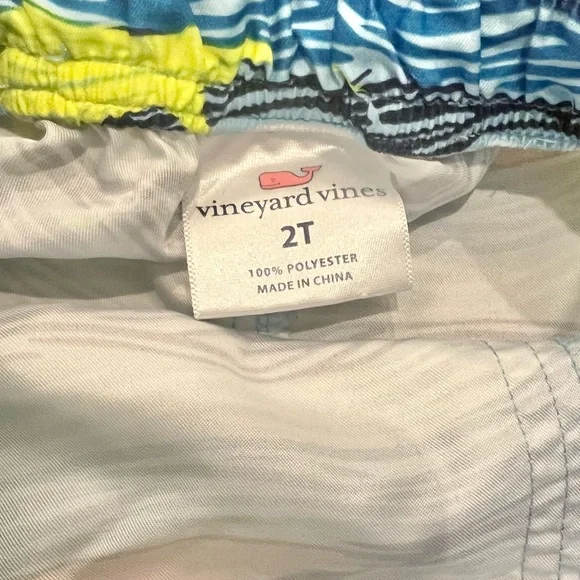 vineyard vines
2T
100% POLYESTER
MADE IN CHINA